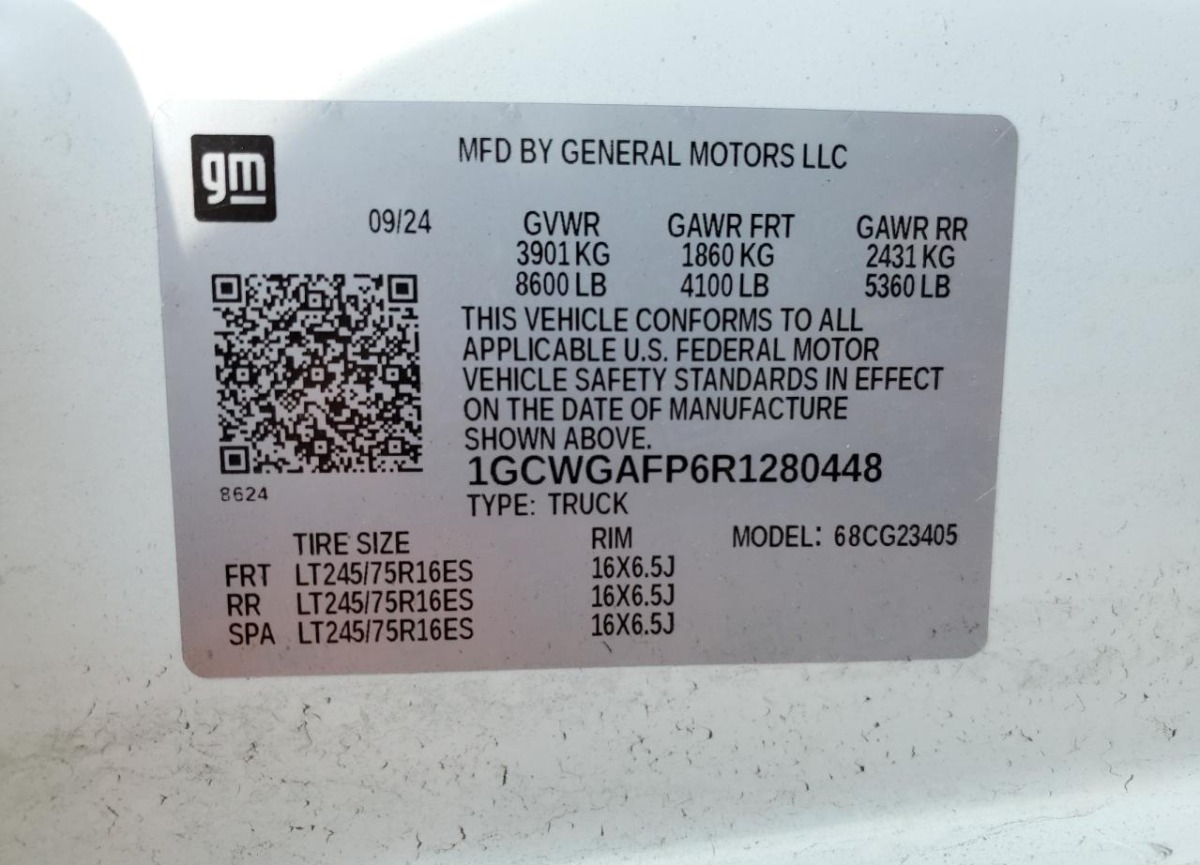 gm
MFD BY GENERAL MOTORS LLC
09/24 GVWR GAWR FRT GAWR RR
3901 KG 1860 KG 2431 KG
8600 LB 4100 LB 5360 LB
THIS VEHICLE CONFORMS TO ALL
APPLICABLE U.S. FEDERAL MOTOR
VEHICLE SAFETY STANDARDS IN EFFECT
ON THE DATE OF MANUFACTURE
SHOWN ABOVE.
1GCWGAFP6R1280448
8624
TYPE: TRUCK
TIRE SIZE RIM MODEL: 68CG23405
FRT LT245/75R16ES 16X6.5J
RR LT245/75R16ES 16X6.5J
SPA LT245/75R16ES 16X6.5J